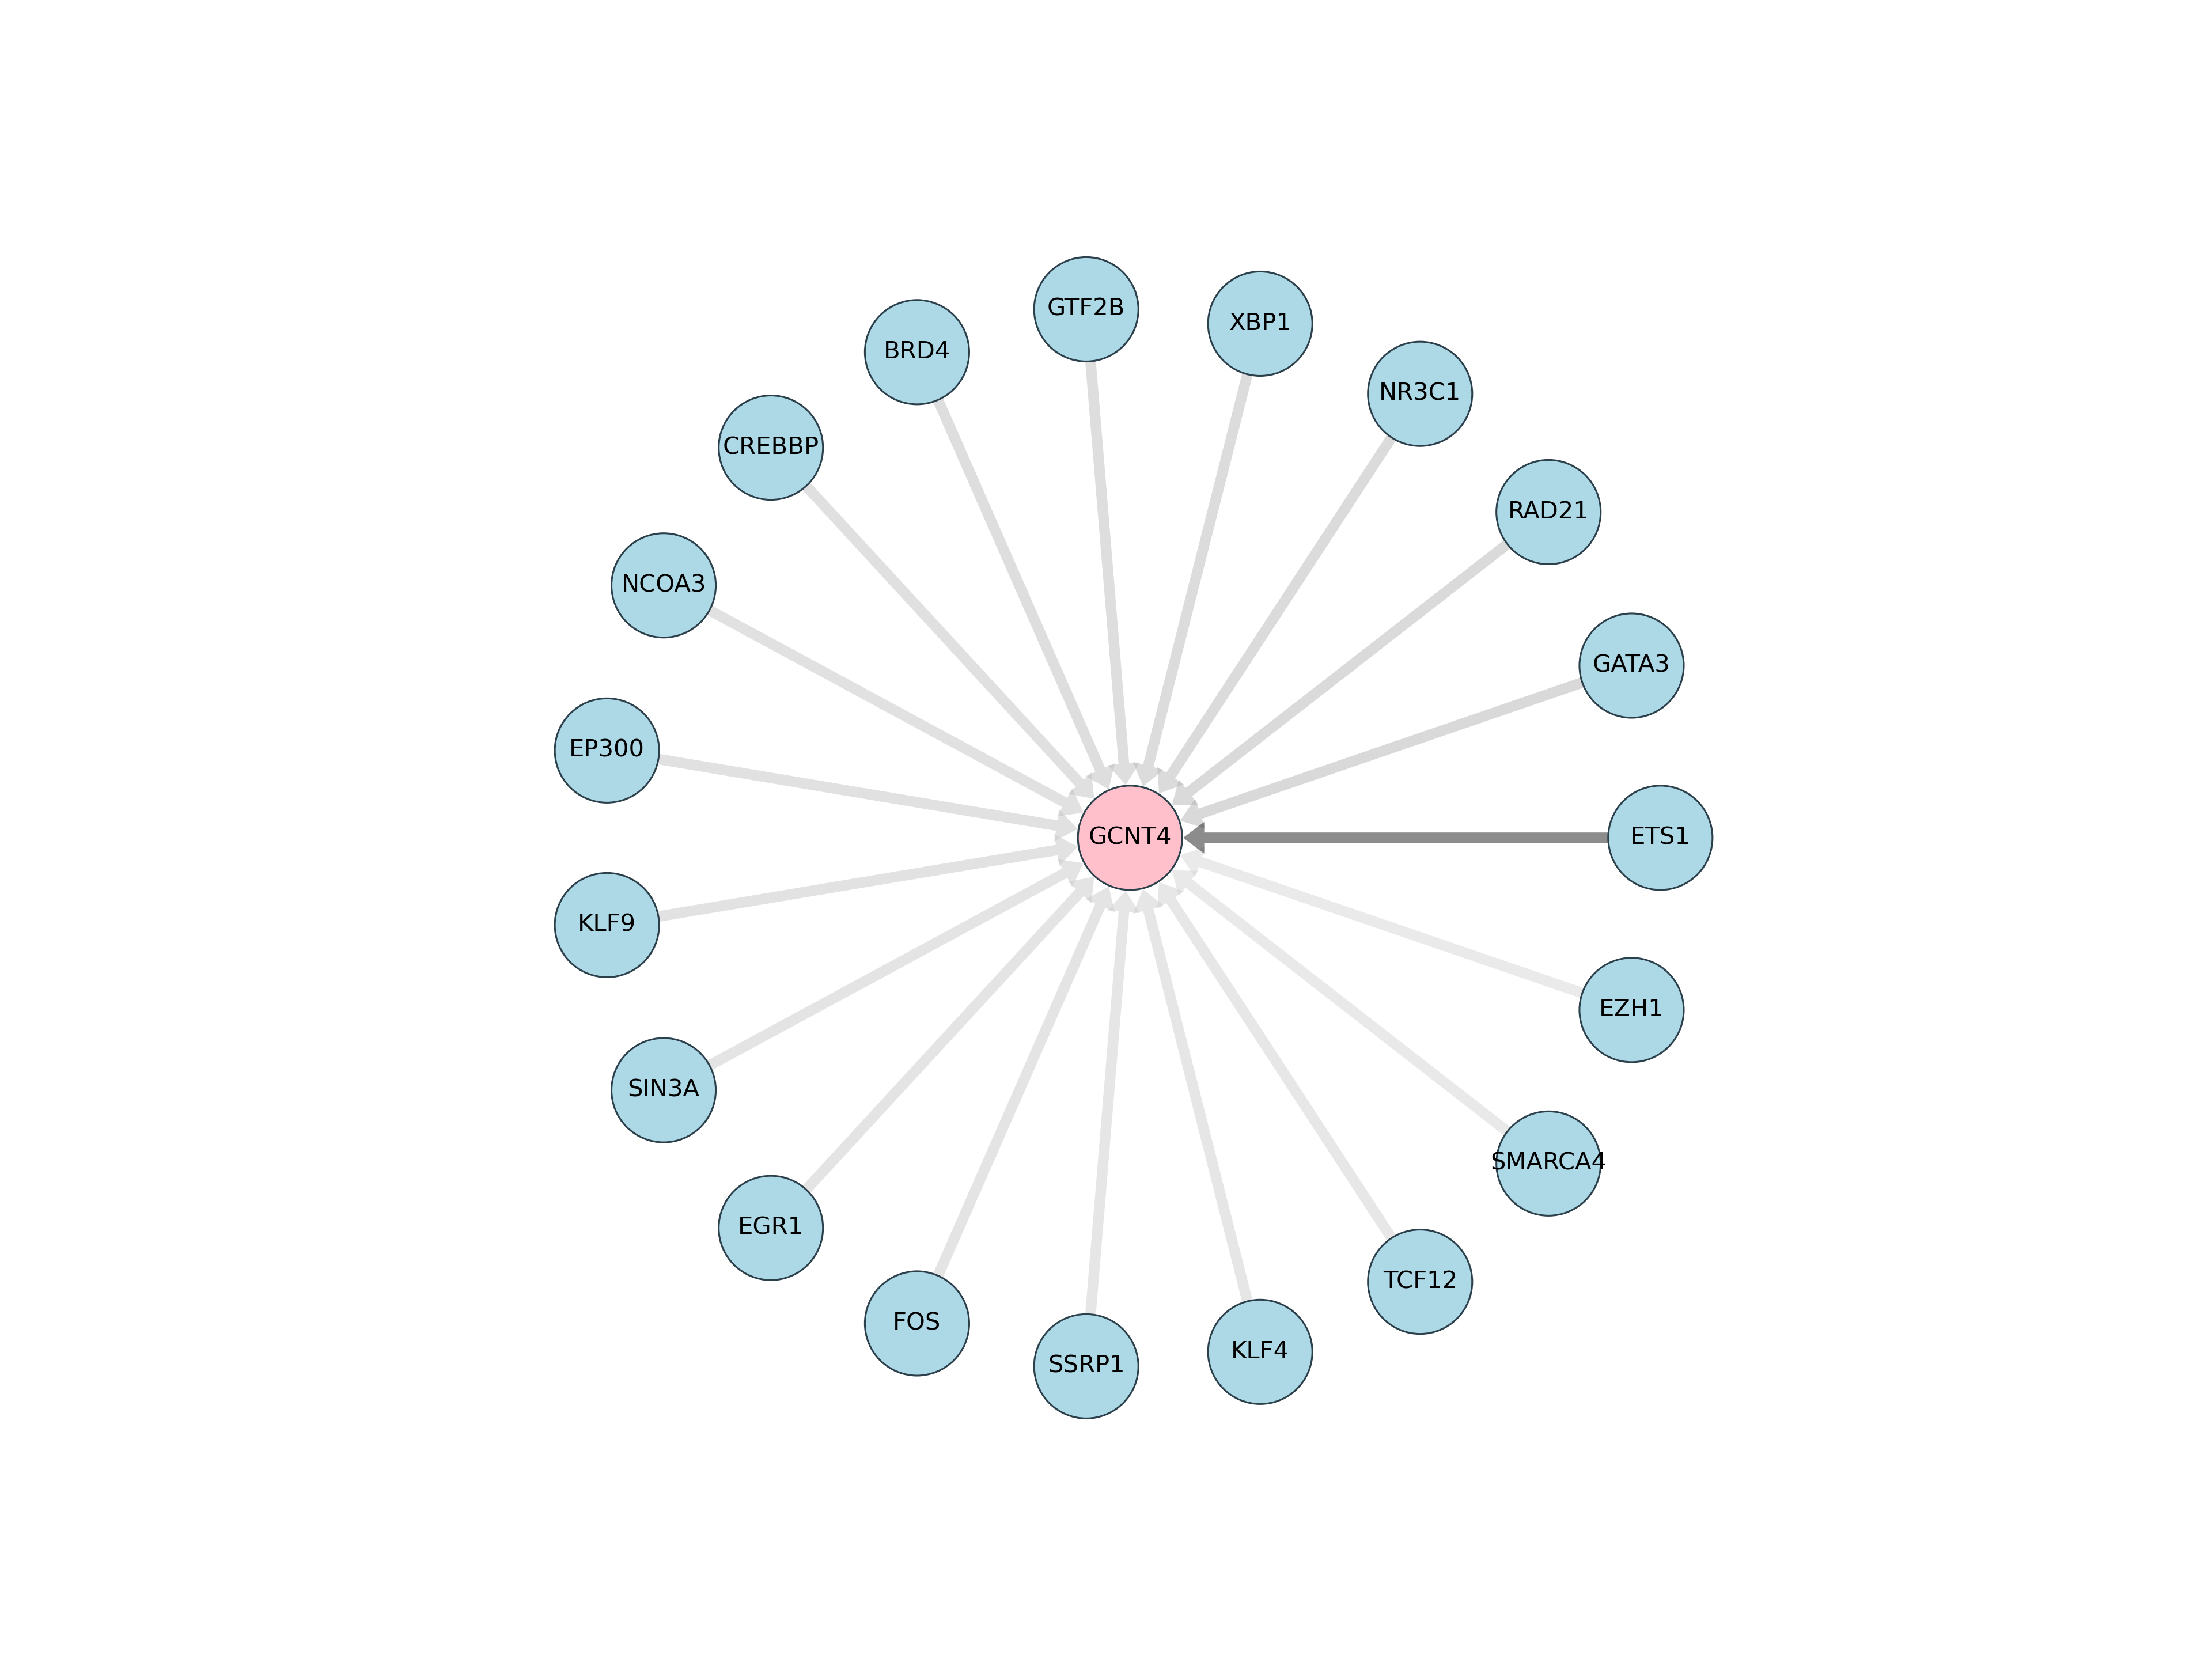 GTF2B
XBP1
BRD4
NR3C1
CREBBP
RAD21
NCOA3
GATA3
EP300
GCNT4
ETS1
KLF9
EZH1
SIN3A
SMARCA4
EGR1
TCF12
FOS
KLF4
SSRP1